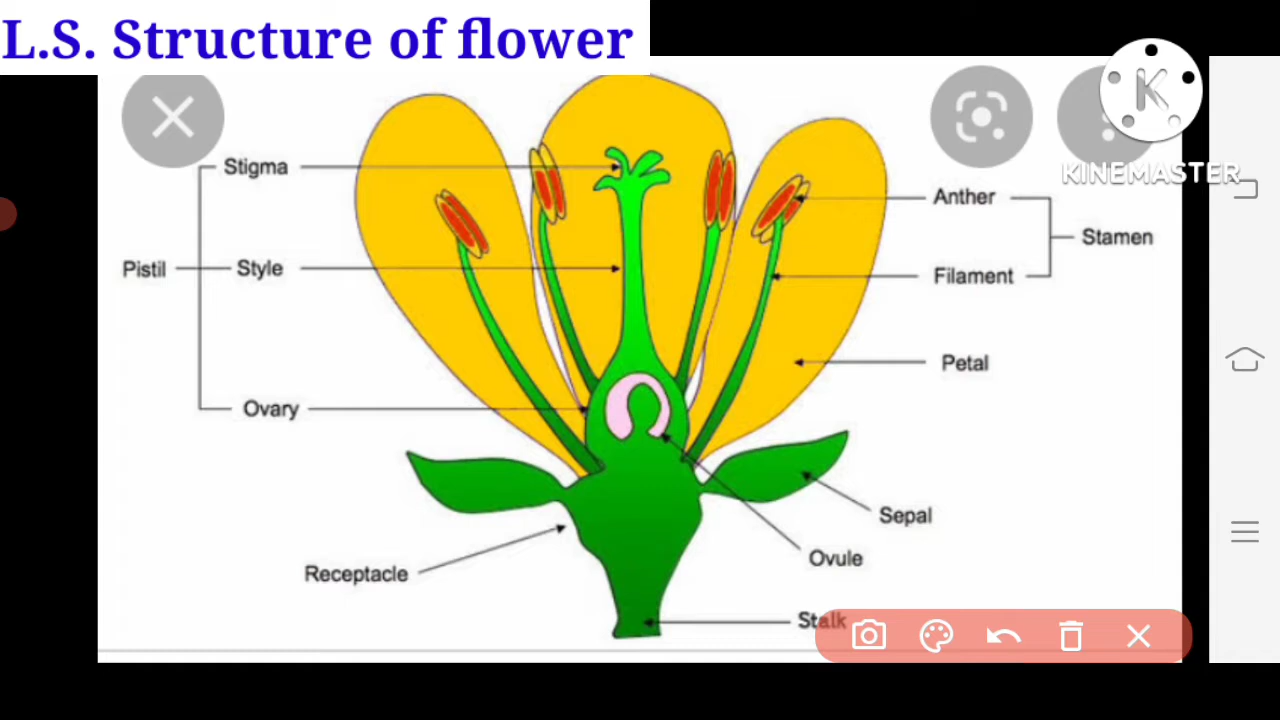 L.S. Structure of flower
KINEMASTER
Stigma
Anther
Stamen
Pistil
Style
Filament
Petal
Ovary
Sepal
Ovule
Receptacle
Stalk